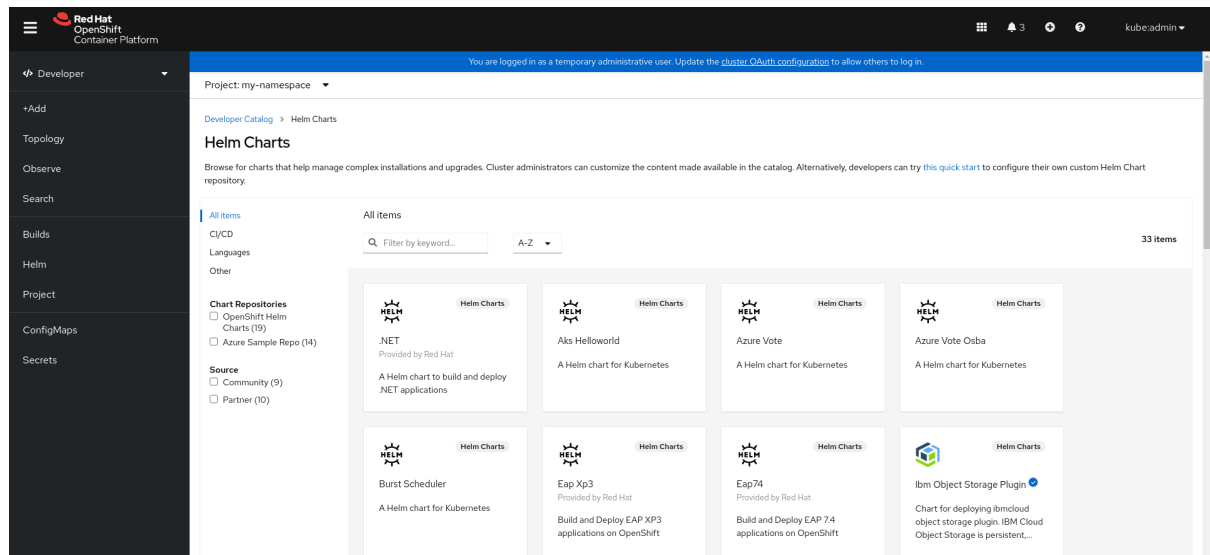 Red Hat
OpenShift
Container Platform
3
kube:admin
Developer
+Add
Topology
Observe
Search
Builds
Helm
Project
ConfigMaps
Secrets
You are logged in as a temporary administrative user. Update the cluster OAuth configuration to allow others to log in.
Project: my-namespace
Developer Catalog > Helm Charts
Helm Charts
Browse for charts that help manage complex installations and upgrades. Cluster administrators can customize the content made available in the catalog. Alternatively, developers can try this quick start to configure their own custom Helm Chart
repository.
All items
CI/CD
Languages
Other
Chart Repositories
OpenShift Helm
Charts (19)
Azure Sample Repo (14)
Source
Community (9)
Partner (10)
All items
Filter by keyword...
A-Z
33 items
HELM
Helm Charts
.NET
Provided by Red Hat
A Helm chart to build and deploy
.NET applications
HELM
Helm Charts
Aks Helloworld
A Helm chart for Kubernetes
HELM
Helm Charts
Azure Vote
A Helm chart for Kubernetes
HELM
Helm Charts
Azure Vote Osba
A Helm chart for Kubernetes
HELM
Helm Charts
Burst Scheduler
A Helm chart for Kubernetes
HELM
Helm Charts
Eap Xp3
Provided by Red Hat
Build and Deploy EAP XP3
applications on OpenShift
HELM
Helm Charts
Eap74
Provided by Red Hat
Build and Deploy EAP 7.4
applications on OpenShift
Helm Charts
Ibm Object Storage Plugin
Chart for deploying ibmcloud
object storage plugin. IBM Cloud
Object Storage is persistent,...